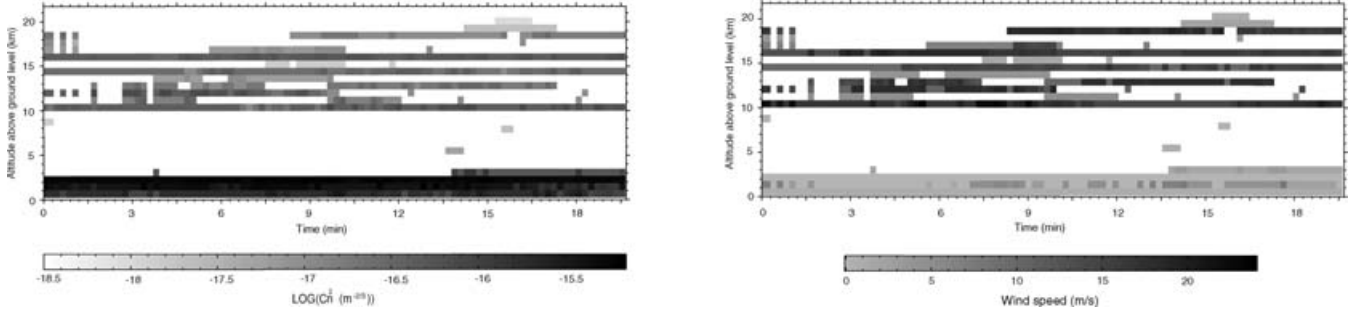 20
15
10
5
0
Altitude above ground level (km)
0 3 6 9 12 15 18
Time (min)
-18.5 -18 -17.5 -17 -16.5 -16 -15.5
LOG(Cn² (m⁻²ᐟ³))
20
15
10
5
0
Altitude above ground level (km)
0 3 6 9 12 15 18
Time (min)
0 5 10 15 20
Wind speed (m/s)